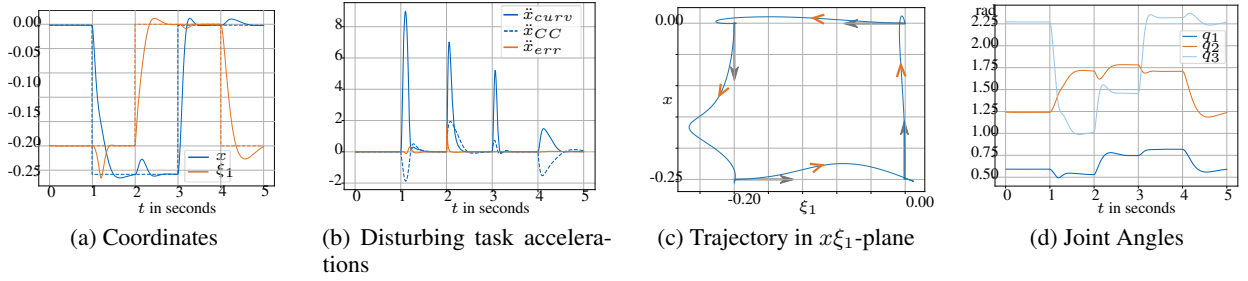 0.00
-0.05
-0.10
-0.15
-0.20
-0.25
x
ξ₁
0 1 2 3 4 5
t in seconds
(a) Coordinates
8
6
4
2
0
-2
ẍ_curv
ẍ_CC
ẍ_err
0 1 2 3 4 5
t in seconds
(b) Disturbing task accelera-
tions
0.00
x
-0.25
-0.20 0.00
ξ₁
(c) Trajectory in xξ₁-plane
rad
2.25
2.00
1.75
1.50
1.25
1.00
0.75
0.50
q₁
q₂
q₃
0 1 2 3 4 5
t in seconds
(d) Joint Angles